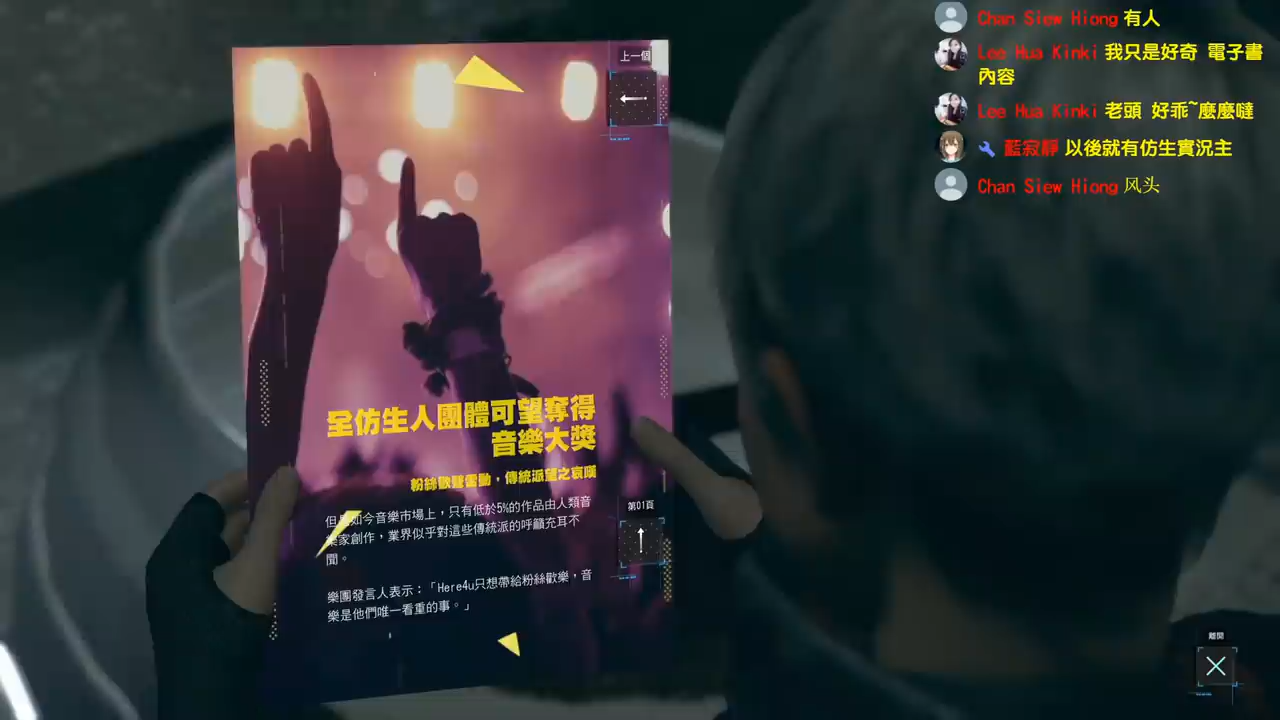 上一個
全仿生人團體可望奪得
音樂大獎
粉絲歡聲雷動，傳統派望之哀嘆
但是如今音樂市場上，只有低於5%的作品由人類音
樂家創作，業界似乎對這些傳統派的呼籲充耳不
聞。
樂團發言人表示：「Here4u只想帶給粉絲歡樂，音
樂是他們唯一看重的事。」
第01頁
離開
Chan Siew Hiong 有人
Lee Hua Kinki 我只是好奇 電子書
內容
Lee Hua Kinki 老頭 好乖~麼麼噠
藍寂靜 以後就有仿生實況主
Chan Siew Hiong 风头